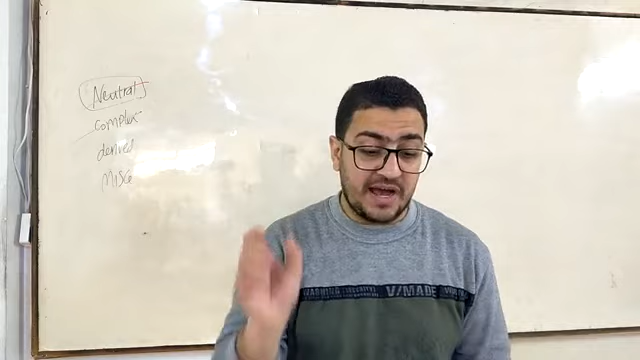 Neutral
complex
derived
MISC
V/MADE